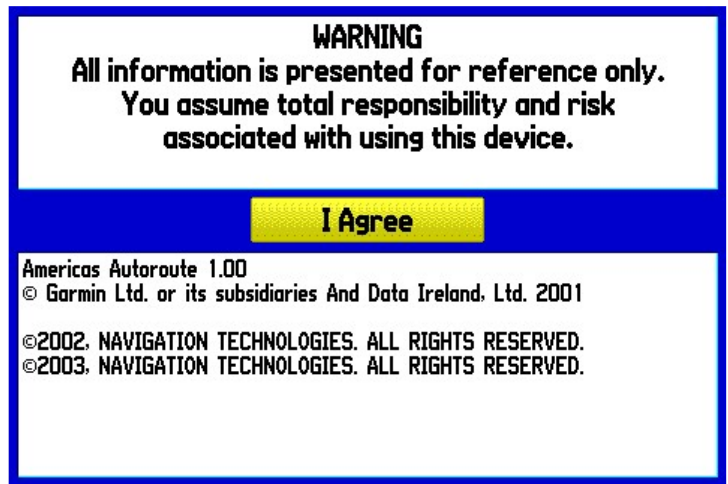 WARNING
All information is presented for reference only.
You assume total responsibility and risk
associated with using this device.
I Agree
Americas Autoroute 1.00
© Garmin Ltd. or its subsidiaries And Data Ireland, Ltd. 2001
©2002, NAVIGATION TECHNOLOGIES. ALL RIGHTS RESERVED.
©2003, NAVIGATION TECHNOLOGIES. ALL RIGHTS RESERVED.